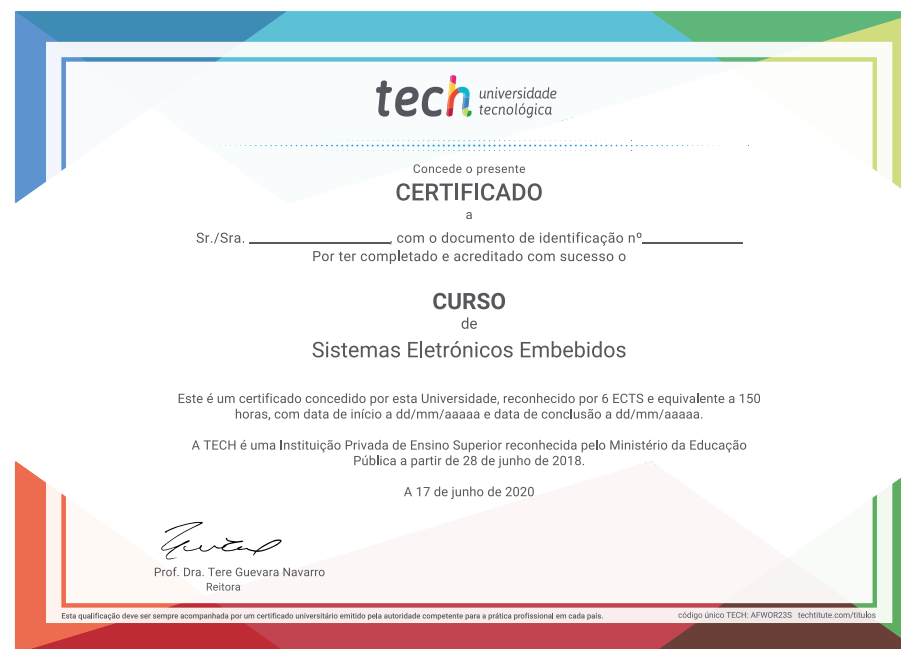 tech universidade
tecnológica
Concede o presente
CERTIFICADO
a
Sr./Sra. ____________________, com o documento de identificação nº______________
Por ter completado e acreditado com sucesso o
CURSO
de
Sistemas Eletrónicos Embebidos
Este é um certificado concedido por esta Universidade, reconhecido por 6 ECTS e equivalente a 150
horas, com data de início a dd/mm/aaaaa e data de conclusão a dd/mm/aaaaa.
A TECH é uma Instituição Privada de Ensino Superior reconhecida pelo Ministério da Educação
Pública a partir de 28 de junho de 2018.
A 17 de junho de 2020
Prof. Dra. Tere Guevara Navarro
Reitora
Esta qualificação deve ser sempre acompanhada por um certificado universitário emitido pela autoridade competente para a prática profissional em cada país.
código único TECH: AFWOR23S techtitute.com/titulos